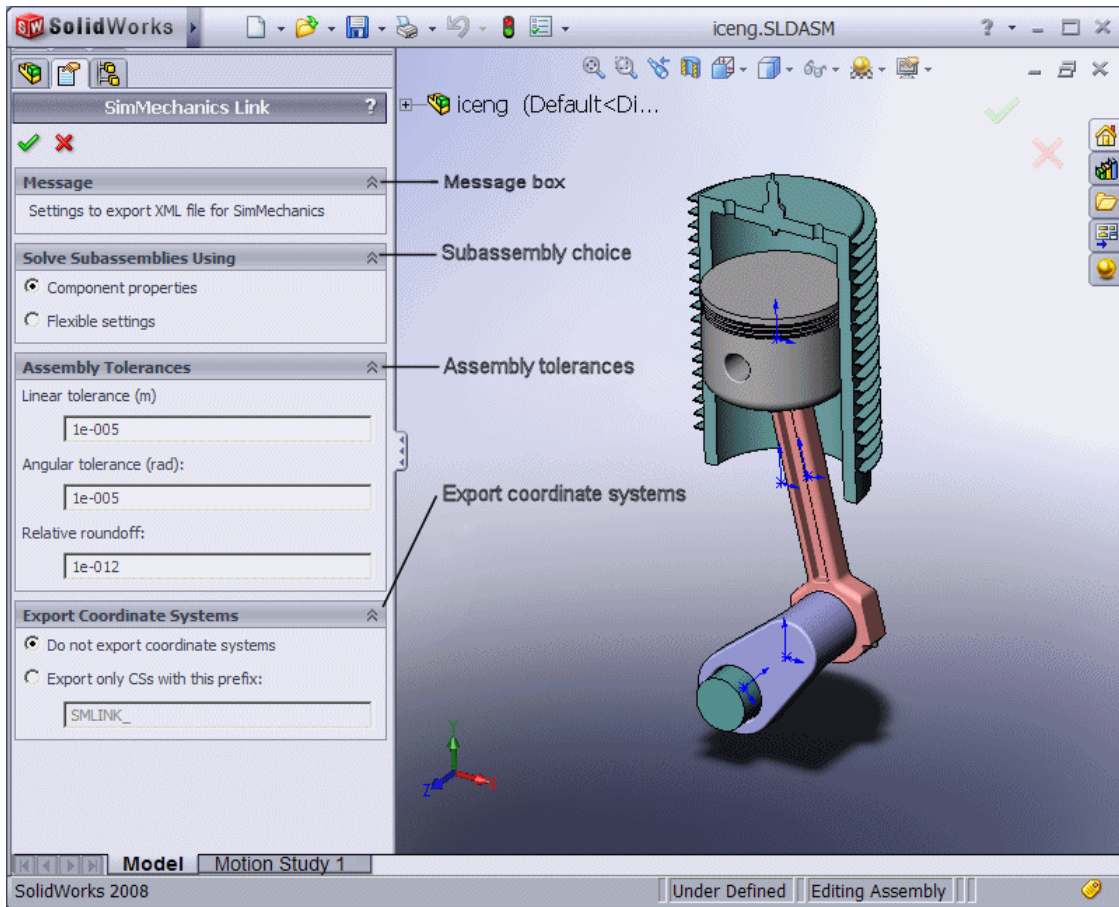 SolidWorks
iceng.SLDASM
?
SimMechanics Link ?
iceng (Default<Di...
Message
Message box
Settings to export XML file for SimMechanics
Solve Subassemblies Using
Subassembly choice
Component properties
Flexible settings
Assembly Tolerances
Assembly tolerances
Linear tolerance (m)
1e-005
Angular tolerance (rad):
1e-005
Export coordinate systems
Relative roundoff:
1e-012
Export Coordinate Systems
Do not export coordinate systems
Export only CSs with this prefix:
SMLINK_
Y
Z
X
Model
Motion Study 1
SolidWorks 2008
Under Defined
Editing Assembly